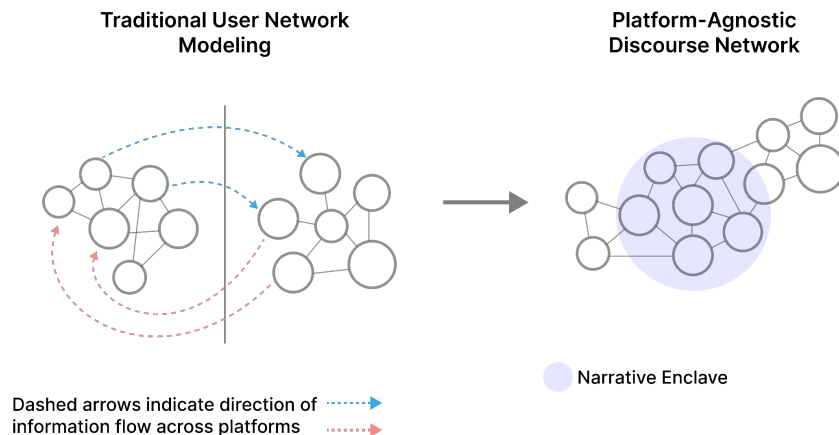 Traditional User Network
Modeling
Platform-Agnostic
Discourse Network
Narrative Enclave
Dashed arrows indicate direction of
information flow across platforms